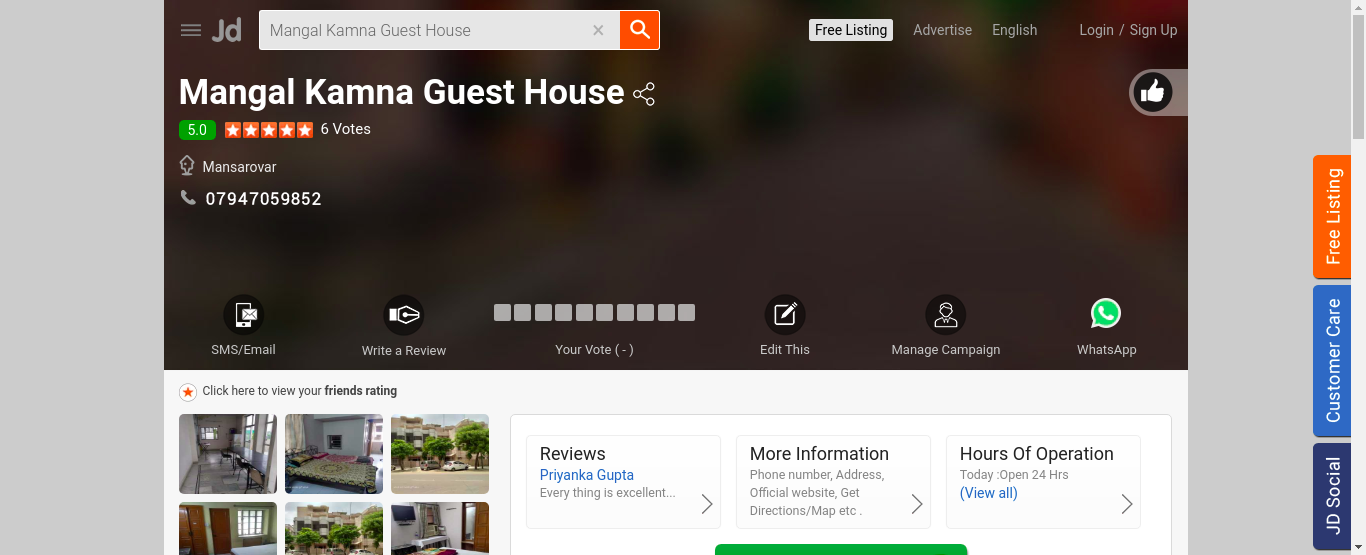 Jd
Mangal Kamna Guest House
Free Listing
Advertise
English
Login / Sign Up
Mangal Kamna Guest House
5.0
6 Votes
Mansarovar
07947059852
SMS/Email
Write a Review
Your Vote ( - )
Edit This
Manage Campaign
WhatsApp
Click here to view your friends rating
Reviews
Priyanka Gupta
Every thing is excellent...
More Information
Phone number, Address,
Official website, Get
Directions/Map etc .
Hours Of Operation
Today :Open 24 Hrs
(View all)
Free Listing
Customer Care
JD Social